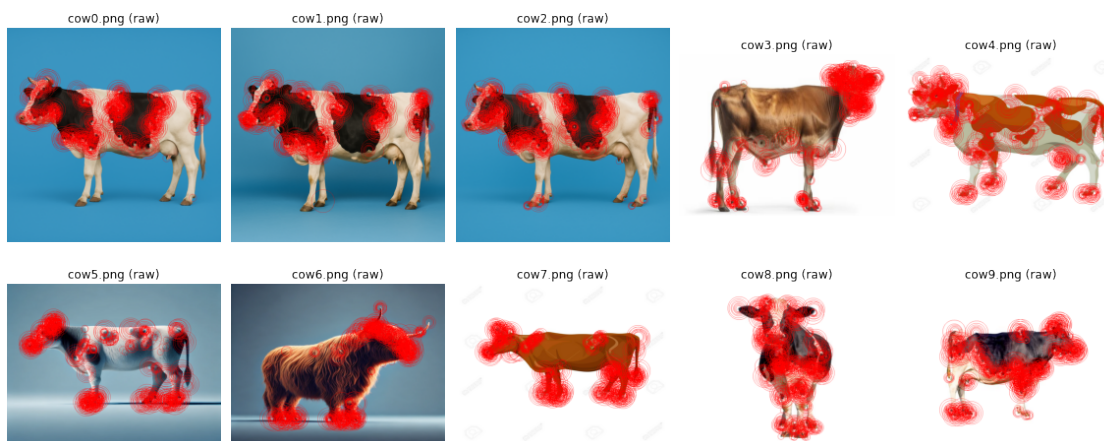 cow0.png (raw)
cow1.png (raw)
cow2.png (raw)
cow3.png (raw)
cow4.png (raw)
cow5.png (raw)
cow6.png (raw)
cow7.png (raw)
cow8.png (raw)
cow9.png (raw)